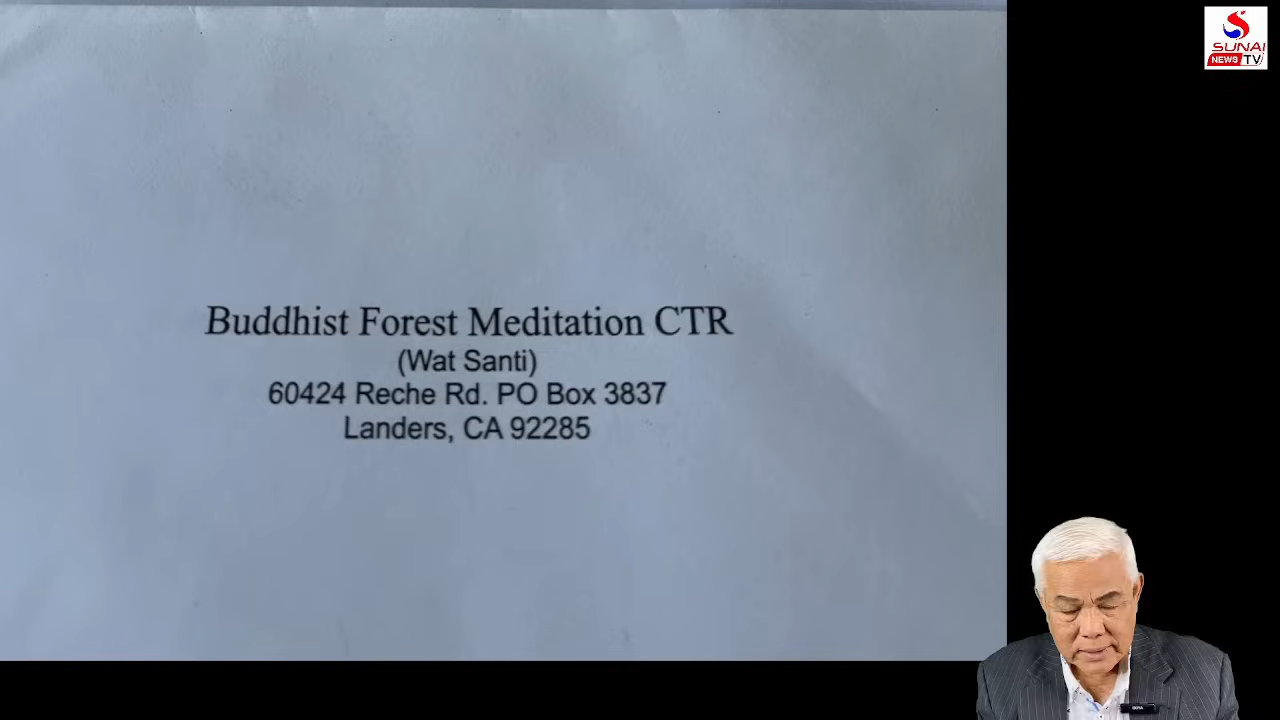 Buddhist Forest Meditation CTR
(Wat Santi)
60424 Reche Rd. PO Box 3837
Landers, CA 92285
SUNAI
NEWS TV